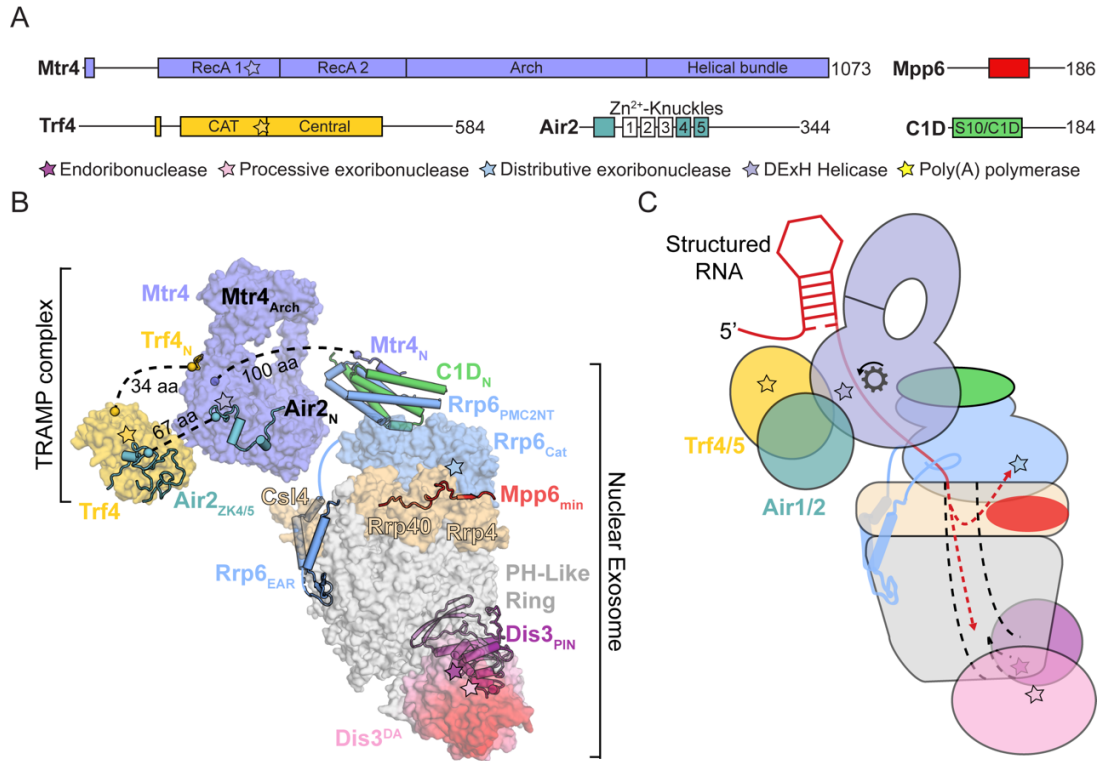 A
Mtr4 RecA 1 RecA 2 Arch Helical bundle 1073
Mpp6 186
Trf4 CAT Central 584
Zn2+-Knuckles
Air2 1 2 3 4 5 344
C1D S10/C1D 184
Endoribonuclease Processive exoribonuclease Distributive exoribonuclease DExH Helicase Poly(A) polymerase
B
TRAMP complex
Mtr4
Mtr4Arch
Trf4N
34 aa
100 aa
Mtr4N
C1DN
Rrp6PMC2NT
67 aa
Air2N
Rrp6Cat
Trf4
Air2ZK4/5
Csl4
Mpp6min
Rrp40
Rrp4
Rrp6EAR
PH-Like
Ring
Dis3PIN
Dis3DA
Nuclear Exosome
C
Structured
RNA
5’
Trf4/5
Air1/2